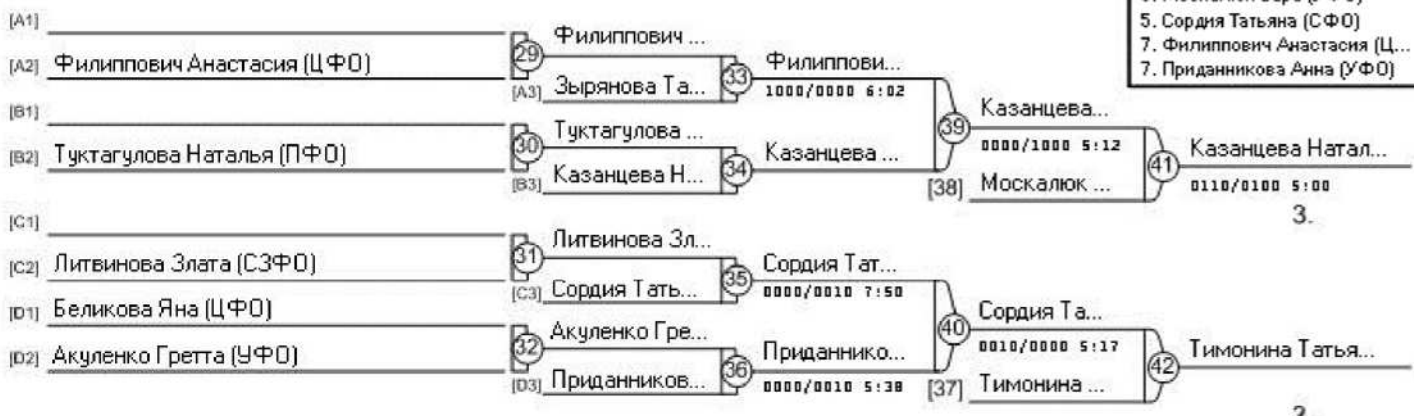 5. Сордия Татьяна (СФО)
7. Филиппович Анастасия (Ц...
7. Приданникова Анна (УФО)
[A1]
[A2] Филиппович Анастасия (ЦФО)
29
Филиппович ...
[A3] Зырянова Та...
33
Филиппови...
1000/0000 6:02
[B1]
[B2] Туктагулова Наталья (ПФО)
30
Туктагулова ...
[B3] Казанцева Н...
34
Казанцева ...
39
Казанцева...
0000/1000 5:12
[38] Москалюк ...
41
Казанцева Натал...
0110/0100 5:00
3.
[C1]
[C2] Литвинова Злата (СЗФО)
31
Литвинова Зл...
[C3] Сордия Тать...
35
Сордия Тат...
0000/0010 7:50
[D1] Беликова Яна (ЦФО)
[D2] Акуленко Гретта (УФО)
32
Акуленко Гре...
[D3] Приданников...
36
Приданнико...
0000/0010 5:38
40
Сордия Та...
0010/0000 5:17
[37] Тимонина ...
42
Тимонина Татья...